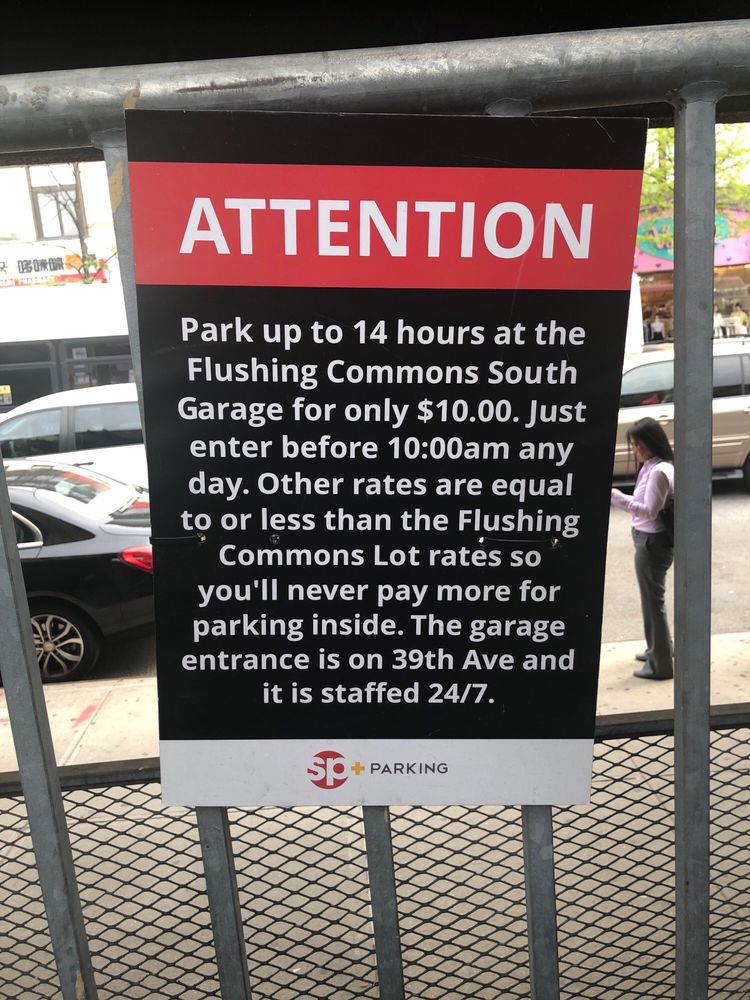 ATTENTION
Park up to 14 hours at the
Flushing Commons South
Garage for only $10.00. Just
enter before 10:00am any
day. Other rates are equal
to or less than the Flushing
Commons Lot rates so
you'll never pay more for
parking inside. The garage
entrance is on 39th Ave and
it is staffed 24/7.
sp+ PARKING